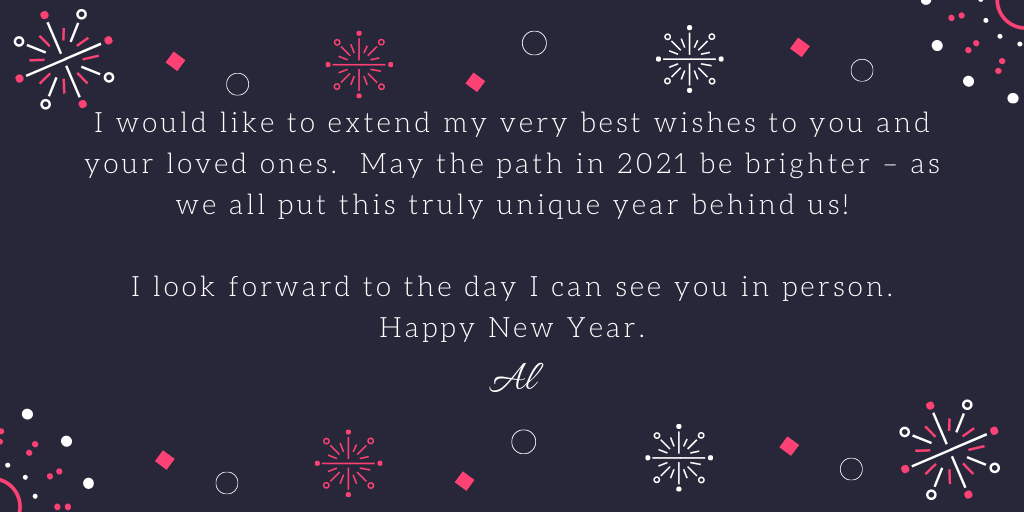 I would like to extend my very best wishes to you and
your loved ones.  May the path in 2021 be brighter – as
we all put this truly unique year behind us!
I look forward to the day I can see you in person.
Happy New Year.
Al